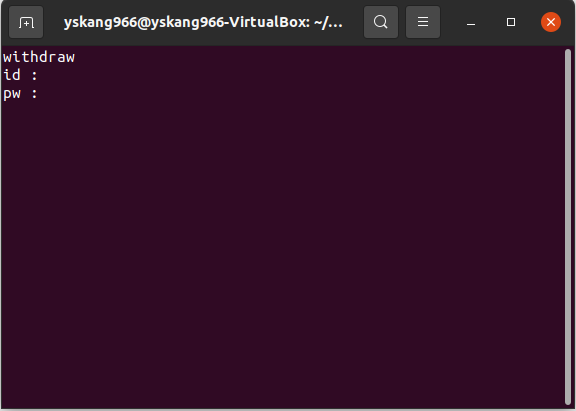 yskang966@yskang966-VirtualBox: ~/...
withdraw
id :
pw :